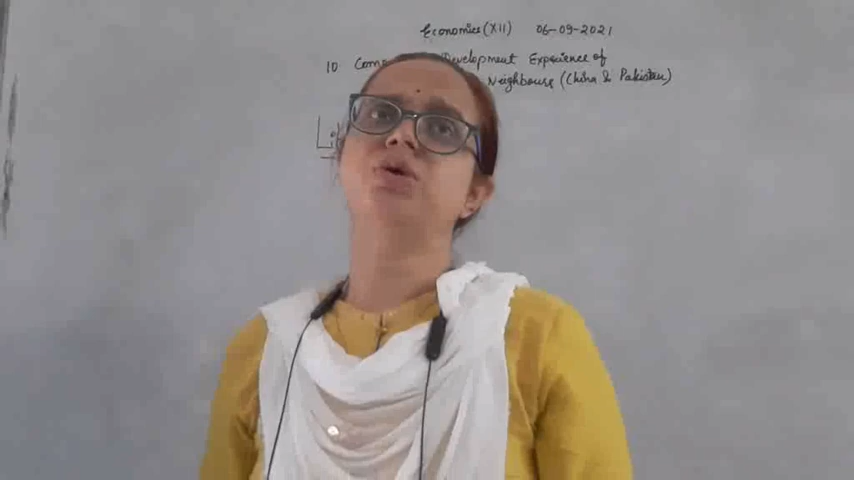 Economics (XII) 06-09-2021
10 Development Experience of
Neighbours (China & Pakistan)